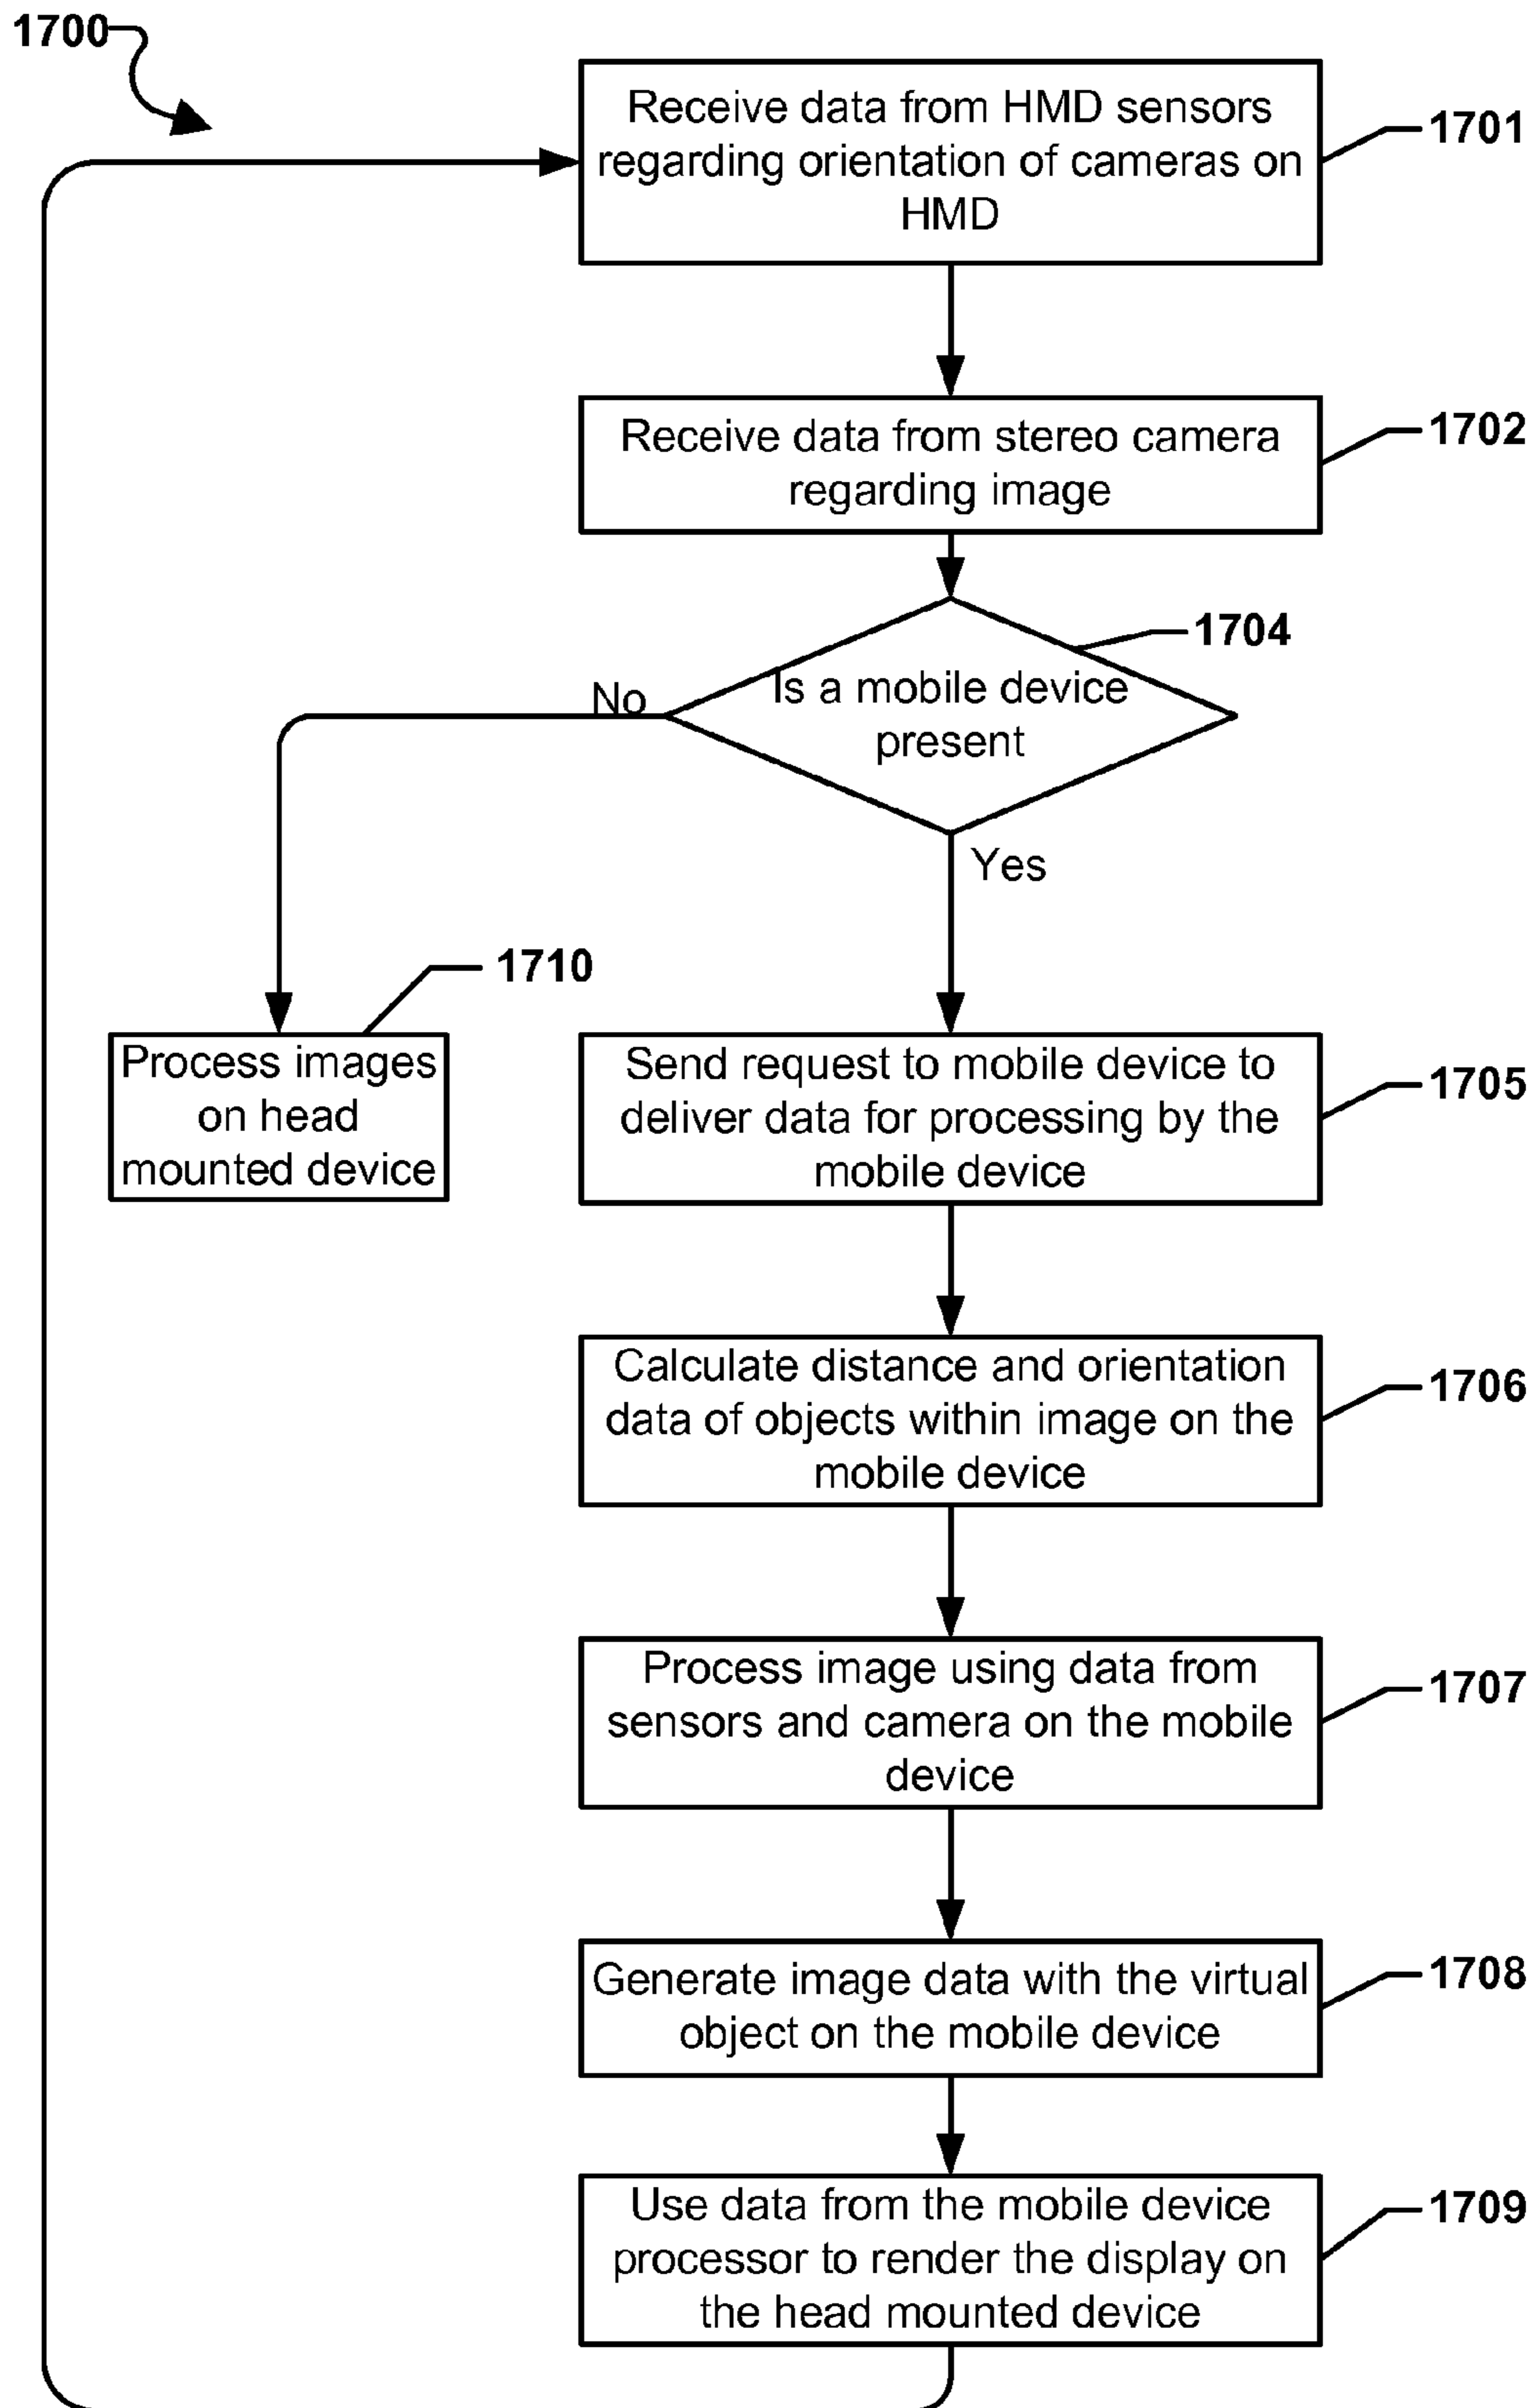 1700
Receive data from HMD sensors
regarding orientation of cameras on
HMD
1701
Receive data from stereo camera
regarding image
1702
1704
Is a mobile device
present
No
Yes
1710
Process images
on head
mounted device
Send request to mobile device to
deliver data for processing by the
mobile device
1705
Calculate distance and orientation
data of objects within image on the
mobile device
1706
Process image using data from
sensors and camera on the mobile
device
1707
Generate image data with the virtual
object on the mobile device
1708
Use data from the mobile device
processor to render the display on
the head mounted device
1709